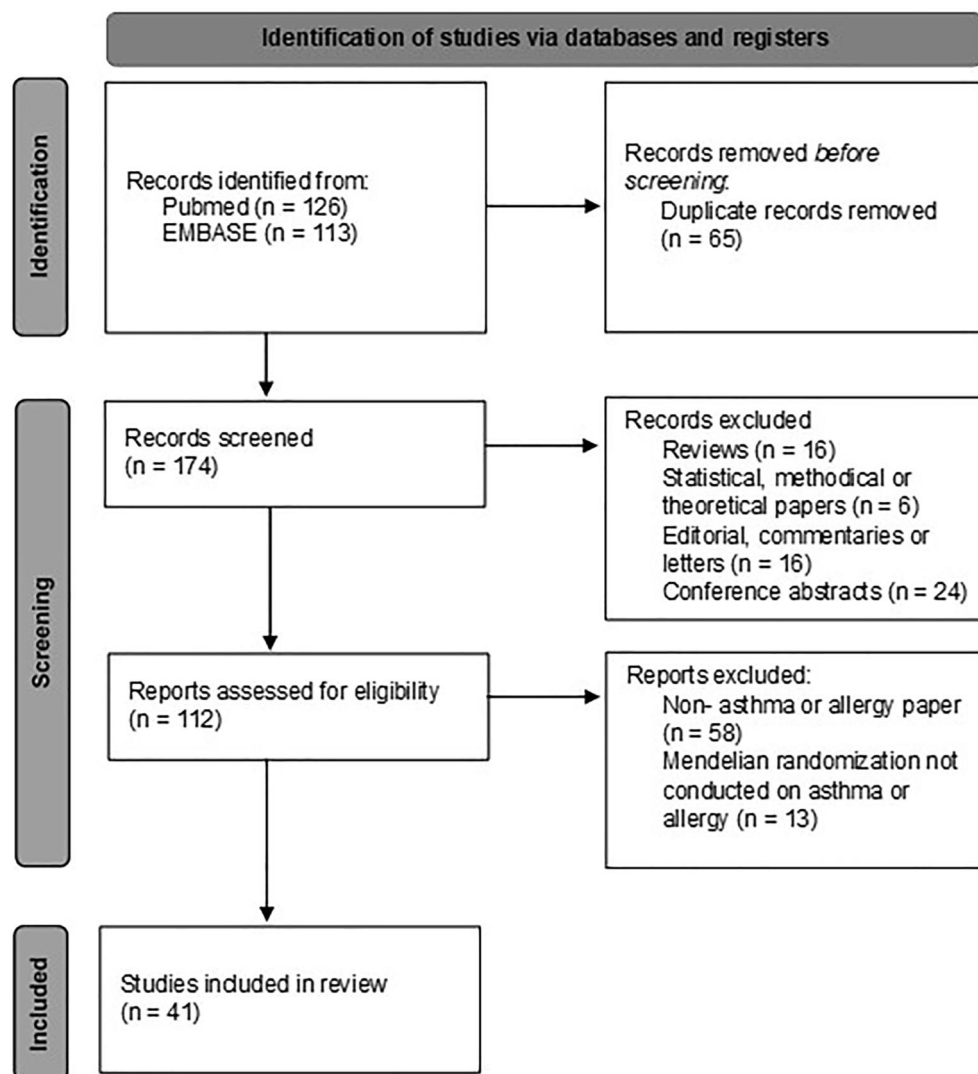 Identification of studies via databases and registers
Identification
Records identified from:
Pubmed (n = 126)
EMBASE (n = 113)
Records removed before
screening:
Duplicate records removed
(n = 65)
Screening
Records screened
(n = 174)
Records excluded
Reviews (n = 16)
Statistical, methodical or
theoretical papers (n = 6)
Editorial, commentaries or
letters (n = 16)
Conference abstracts (n = 24)
Reports assessed for eligibility
(n = 112)
Reports excluded:
Non- asthma or allergy paper
(n = 58)
Mendelian randomization not
conducted on asthma or
allergy (n = 13)
Included
Studies included in review
(n = 41)